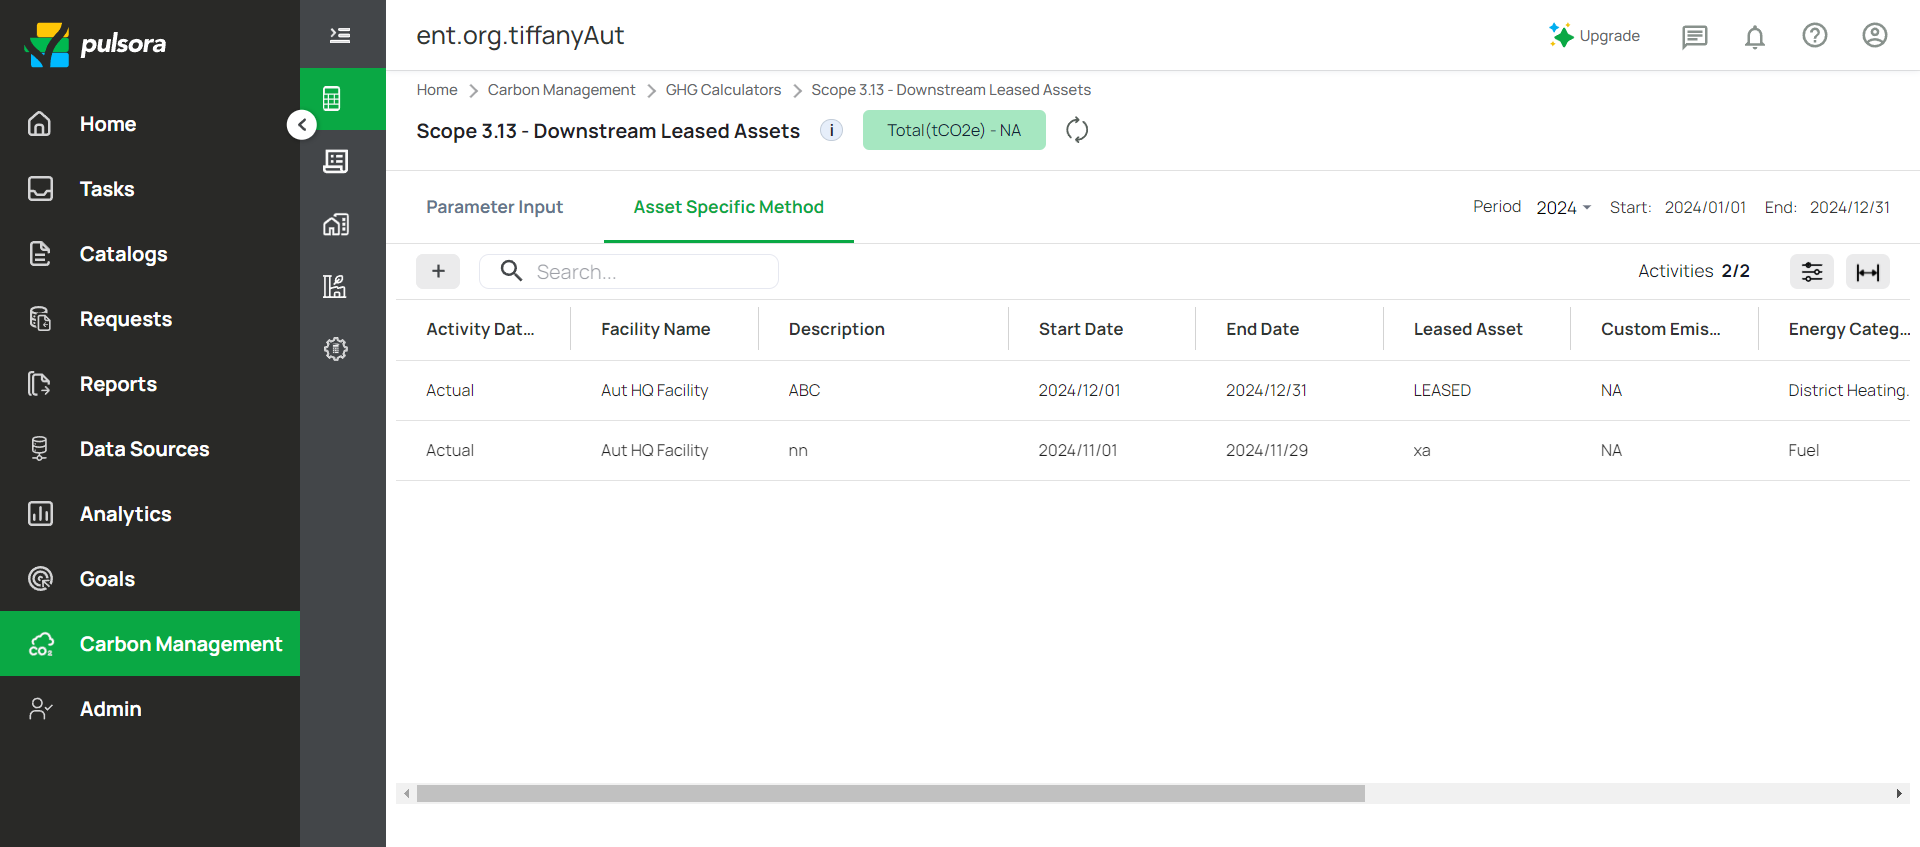 pulsora
Home
Tasks
Catalogs
Requests
Reports
Data Sources
Analytics
Goals
CO₂ Carbon Management
Admin
ent.org.tiffanyAut
Upgrade
Home > Carbon Management > GHG Calculators > Scope 3.13 - Downstream Leased Assets
Scope 3.13 - Downstream Leased Assets i Total(tCO2e) - NA
Parameter Input Asset Specific Method Period 2024 Start: 2024/01/01 End: 2024/12/31
+ Search... Activities 2/2
Activity Dat... Facility Name Description Start Date End Date Leased Asset Custom Emis... Energy Categ...
Actual Aut HQ Facility ABC 2024/12/01 2024/12/31 LEASED NA District Heating.
Actual Aut HQ Facility nn 2024/11/01 2024/11/29 xa NA Fuel